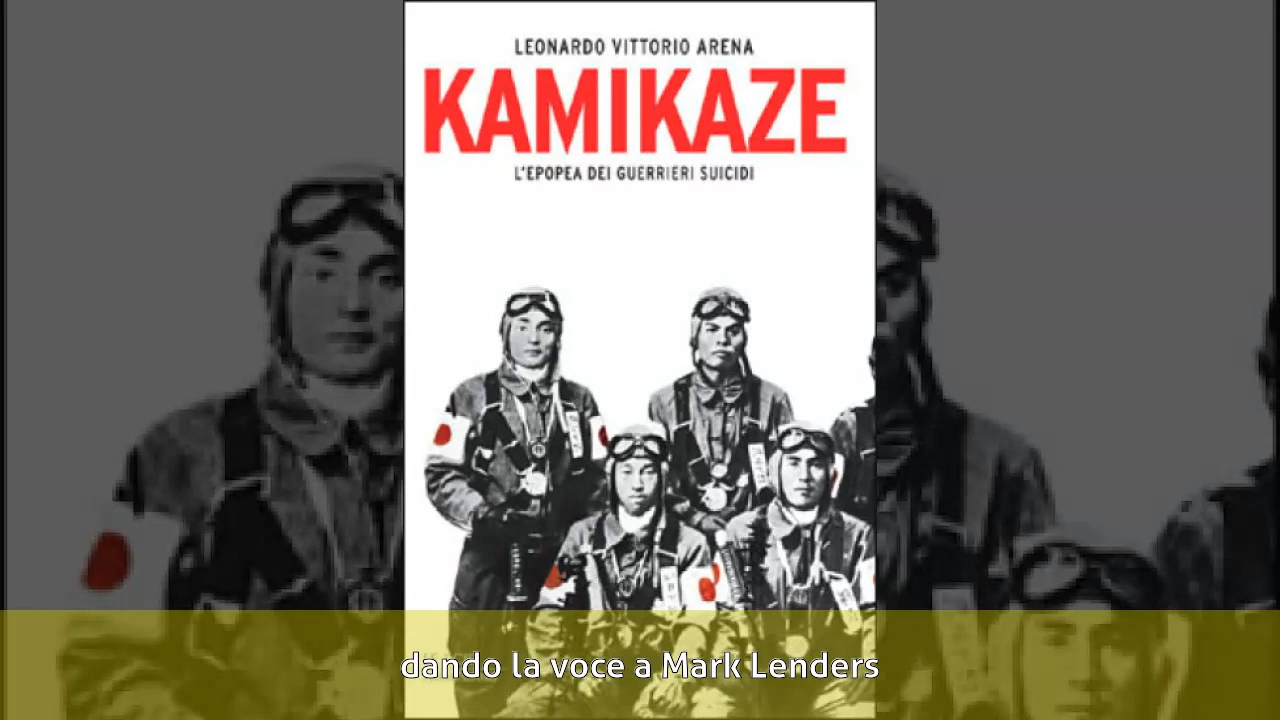 LEONARDO VITTORIO ARENA
KAMIKAZE
L'EPOPEA DEI GUERRIERI SUICIDI
dando la voce a Mark Lenders